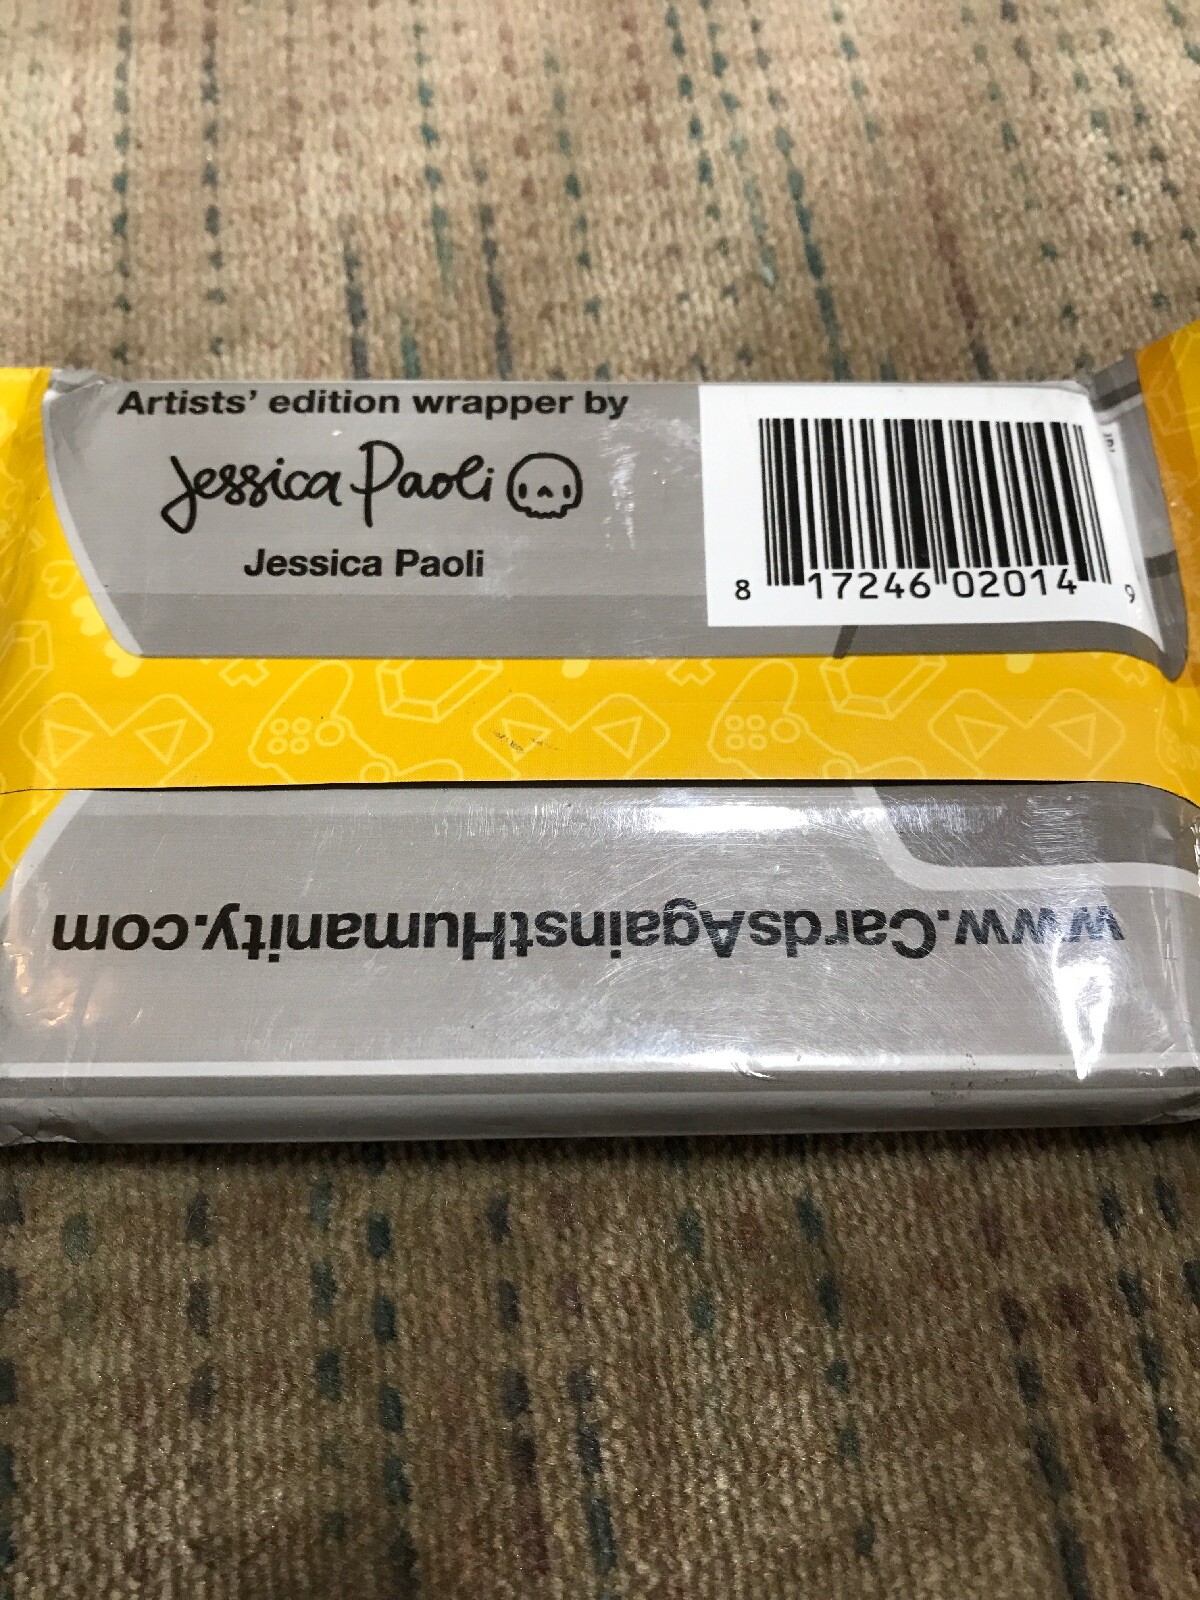 Artists’ edition wrapper by
Jessica Paoli
Jessica Paoli
8 17246 02014 9
www.CardsAgainstHumanity.com